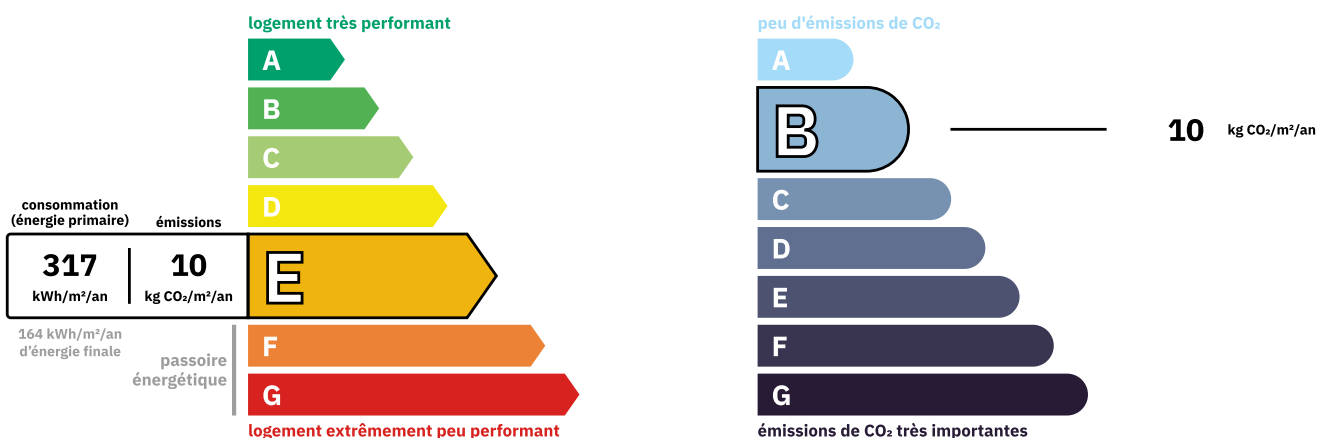 logement très performant
A
B
C
D
consommation
(énergie primaire)
émissions
317
kWh/m²/an
10
kg CO₂/m²/an
E
164 kWh/m²/an
d'énergie finale
passoire
énergétique
F
G
logement extrêmement peu performant
peu d'émissions de CO₂
A
B
10 kg CO₂/m²/an
C
D
E
F
G
émissions de CO₂ très importantes